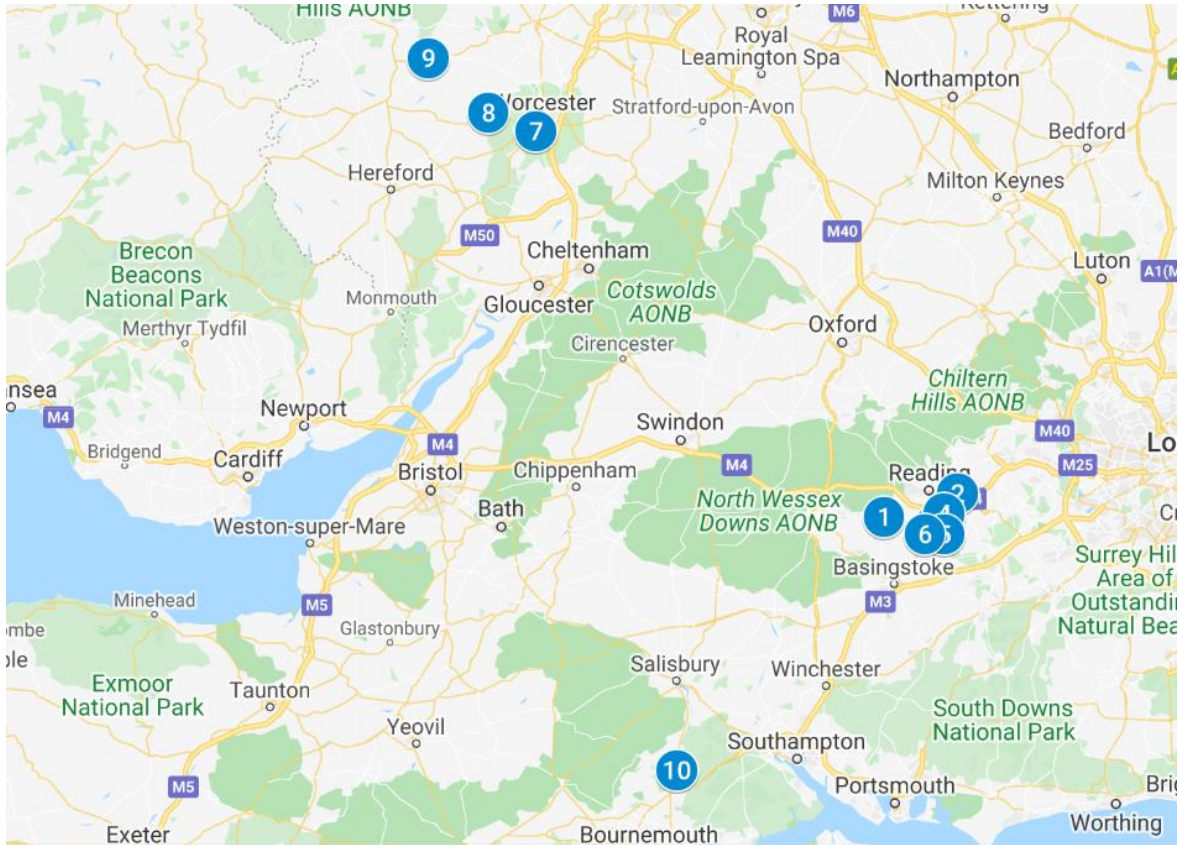 Hills AONB
M6
Kettering
Royal
Leamington Spa
9
Northampton
8
Worcester
Stratford-upon-Avon
7
Bedford
Hereford
Milton Keynes
M50
M40
Brecon
Beacons
National Park
Cheltenham
Luton
A1(M
Monmouth
Gloucester
Cotswolds
AONB
Merthyr Tydfil
Oxford
Cirencester
Chiltern
Hills AONB
M4
Newport
Swindon
M40
Bridgend
Cardiff
M4
Bristol
Chippenham
M4
Reading
M25
2
North Wessex
Downs AONB
1
4
Bath
Weston-super-Mare
6
5
Basingstoke
Surrey Hil
Area of
Outstandin
Natural Bea
M5
M3
Minehead
Glastonbury
Salisbury
Winchester
Exmoor
National Park
Taunton
South Downs
National Park
Yeovil
Southampton
10
M5
Portsmouth
Worthing
Exeter
Bournemouth